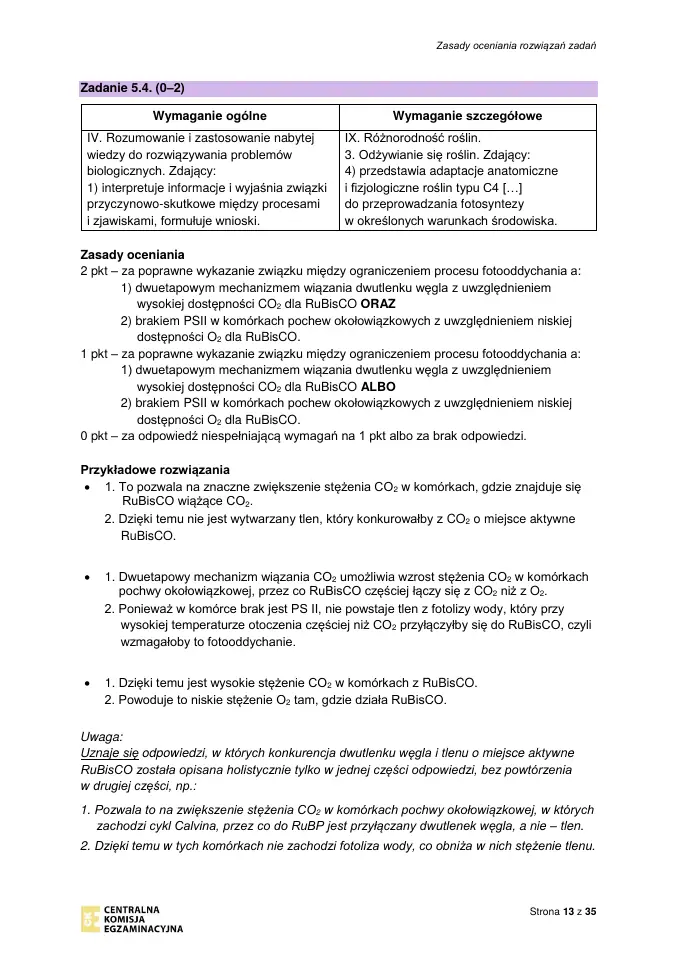 Zasady oceniania rozwiązań zadań
Zadanie 5.4. (0–2)
Wymaganie ogólne
Wymaganie szczegółowe
IV. Rozumowanie i zastosowanie nabytej
wiedzy do rozwiązywania problemów
biologicznych. Zdający:
1) interpretuje informacje i wyjaśnia związki
przyczynowo-skutkowe między procesami
i zjawiskami, formułuje wnioski.
IX. Różnorodność roślin.
3. Odżywianie się roślin. Zdający:
4) przedstawia adaptacje anatomiczne
i fizjologiczne roślin typu C4 […]
do przeprowadzania fotosyntezy
w określonych warunkach środowiska.
Zasady oceniania
2 pkt – za poprawne wykazanie związku między ograniczeniem procesu fotooddychania a:
1) dwuetapowym mechanizmem wiązania dwutlenku węgla z uwzględnieniem
wysokiej dostępności CO₂ dla RuBisCO ORAZ
2) brakiem PSII w komórkach pochew okołowiązkowych z uwzględnieniem niskiej
dostępności O₂ dla RuBisCO.
1 pkt – za poprawne wykazanie związku między ograniczeniem procesu fotooddychania a:
1) dwuetapowym mechanizmem wiązania dwutlenku węgla z uwzględnieniem
wysokiej dostępności CO₂ dla RuBisCO ALBO
2) brakiem PSII w komórkach pochew okołowiązkowych z uwzględnieniem niskiej
dostępności O₂ dla RuBisCO.
0 pkt – za odpowiedź niespełniającą wymagań na 1 pkt albo za brak odpowiedzi.
Przykładowe rozwiązania
• 1. To pozwala na znaczne zwiększenie stężenia CO₂ w komórkach, gdzie znajduje się
RuBisCO wiążące CO₂.
2. Dzięki temu nie jest wytwarzany tlen, który konkurowałby z CO₂ o miejsce aktywne
RuBisCO.
• 1. Dwuetapowy mechanizm wiązania CO₂ umożliwia wzrost stężenia CO₂ w komórkach
pochwy okołowiązkowej, przez co RuBisCO częściej łączy się z CO₂ niż z O₂.
2. Ponieważ w komórce brak jest PS II, nie powstaje tlen z fotolizy wody, który przy
wysokiej temperaturze otoczenia częściej niż CO₂ przyłączyłby się do RuBisCO, czyli
wzmagałoby to fotooddychanie.
• 1. Dzięki temu jest wysokie stężenie CO₂ w komórkach z RuBisCO.
2. Powoduje to niskie stężenie O₂ tam, gdzie działa RuBisCO.
Uwaga:
Uznaje się odpowiedzi, w których konkurencja dwutlenku węgla i tlenu o miejsce aktywne
RuBisCO została opisana holistycznie tylko w jednej części odpowiedzi, bez powtórzenia
w drugiej części, np.:
1. Pozwala to na zwiększenie stężenia CO₂ w komórkach pochwy okołowiązkowej, w których
zachodzi cykl Calvina, przez co do RuBP jest przyłączany dwutlenek węgla, a nie – tlen.
2. Dzięki temu w tych komórkach nie zachodzi fotoliza wody, co obniża w nich stężenie tlenu.
CKE
CENTRALNA
KOMISJA
EGZAMINACYJNA
Strona 13 z 35